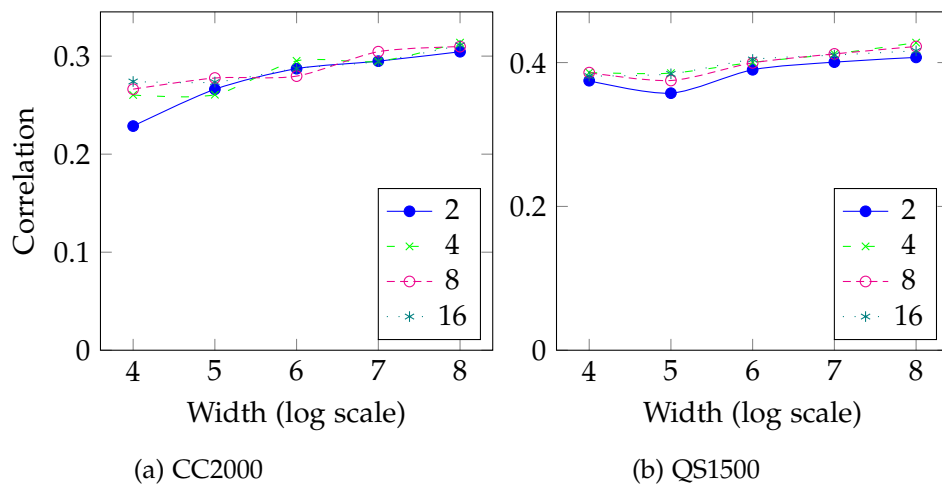 Correlation
0.3
0.2
0.1
0
4 5 6 7 8
Width (log scale)
2
4
8
16
(a) CC2000
0.4
0.2
0
4 5 6 7 8
Width (log scale)
2
4
8
16
(b) QS1500